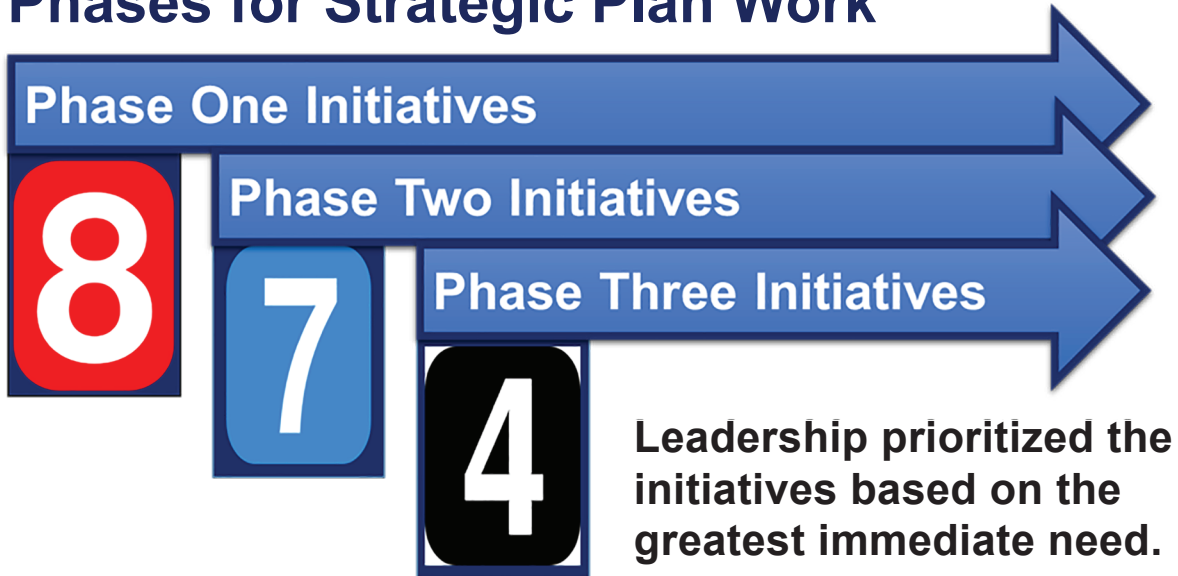 Phases for Strategic Plan Work
Phase One Initiatives
8
Phase Two Initiatives
7
Phase Three Initiatives
4
Leadership prioritized the
initiatives based on the
greatest immediate need.